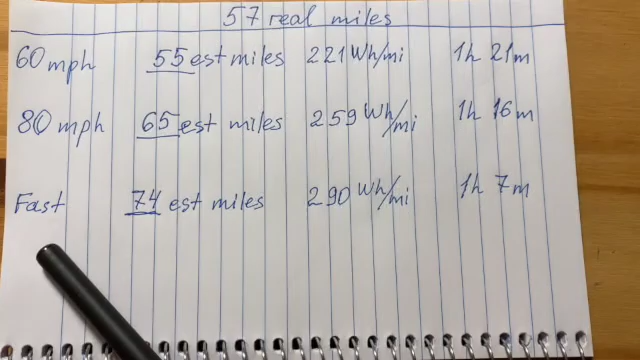 57 real miles
60 mph 55 est miles 221 Wh/mi 1h 21m
80 mph 65 est miles 259 Wh/mi 1h 16m
Fast 74 est miles 290 Wh/mi 1h 7m